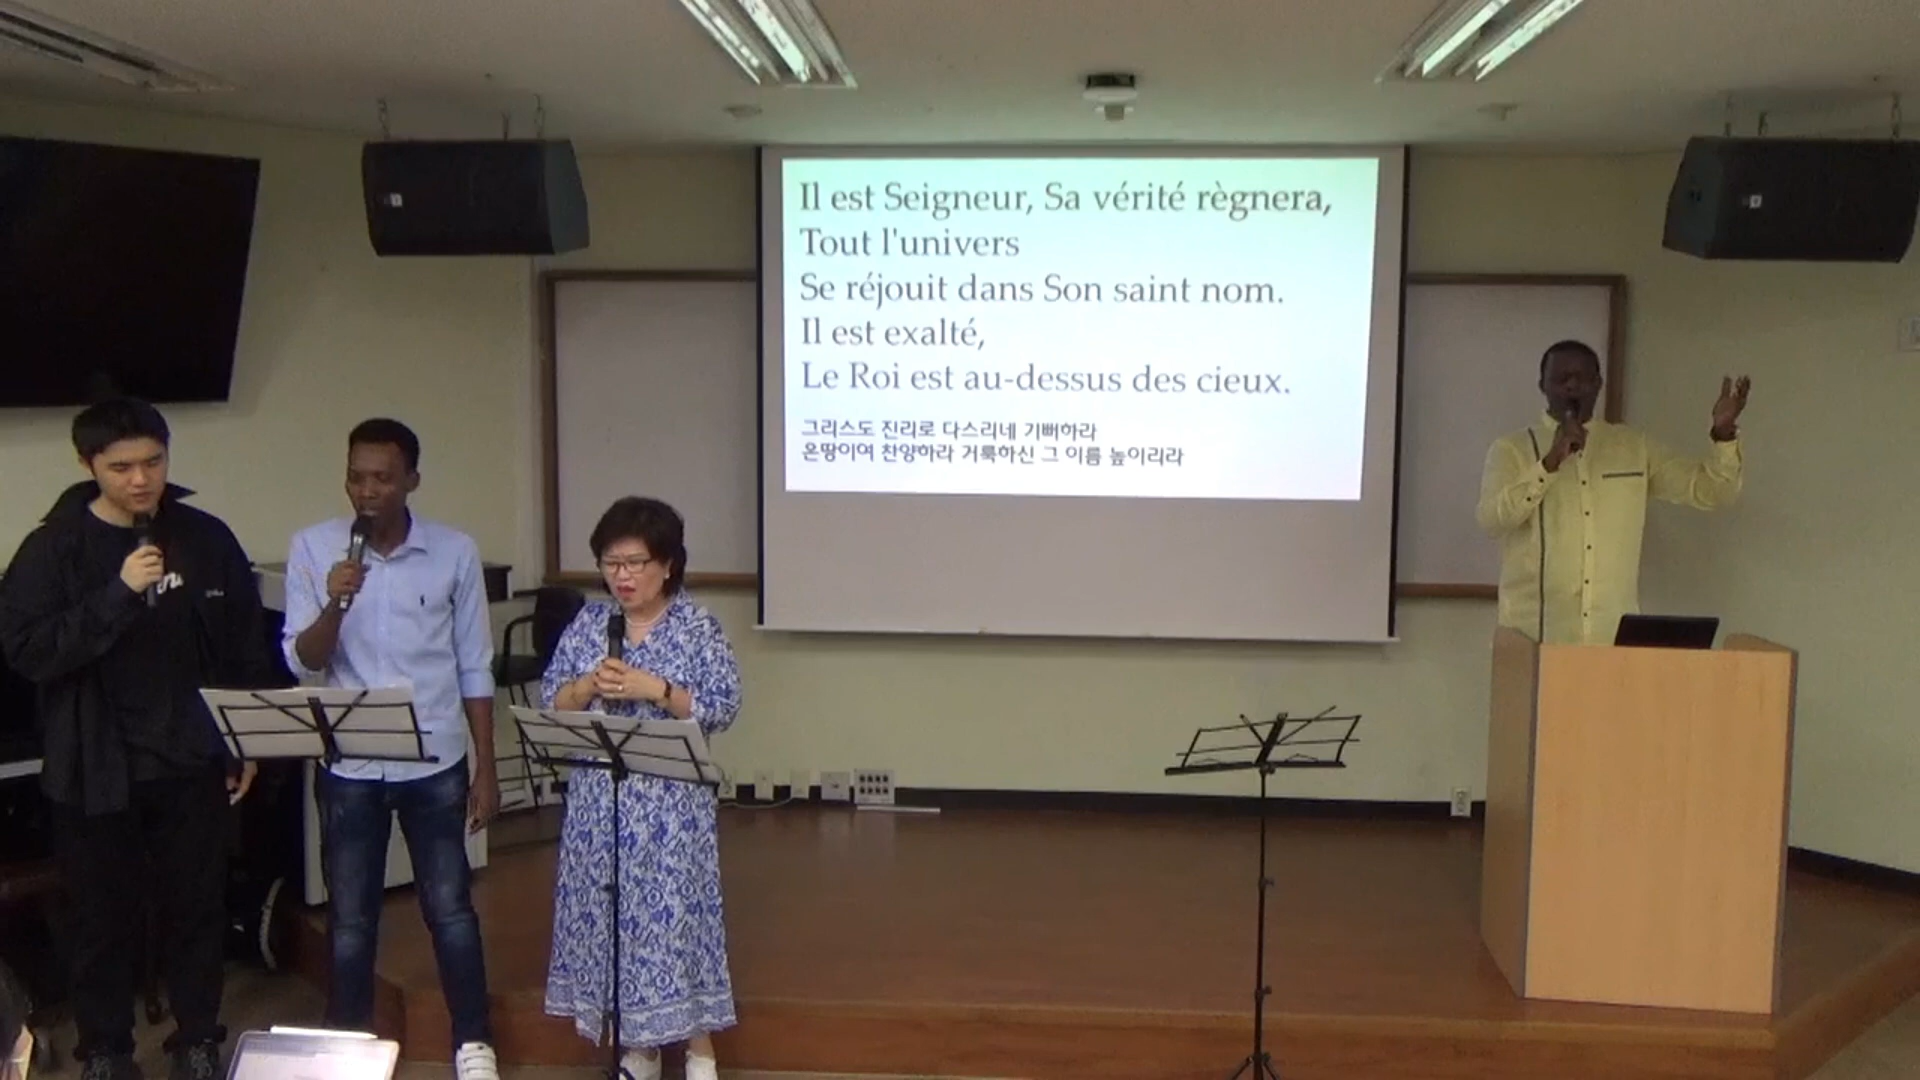 Il est Seigneur, Sa vérité règnera,
Tout l'univers
Se réjouit dans Son saint nom.
Il est exalté,
Le Roi est au-dessus des cieux.
그리스도 진리로 다스리네 기뻐하라
온땅이여 찬양하라 거룩하신 그 이름 높이리라